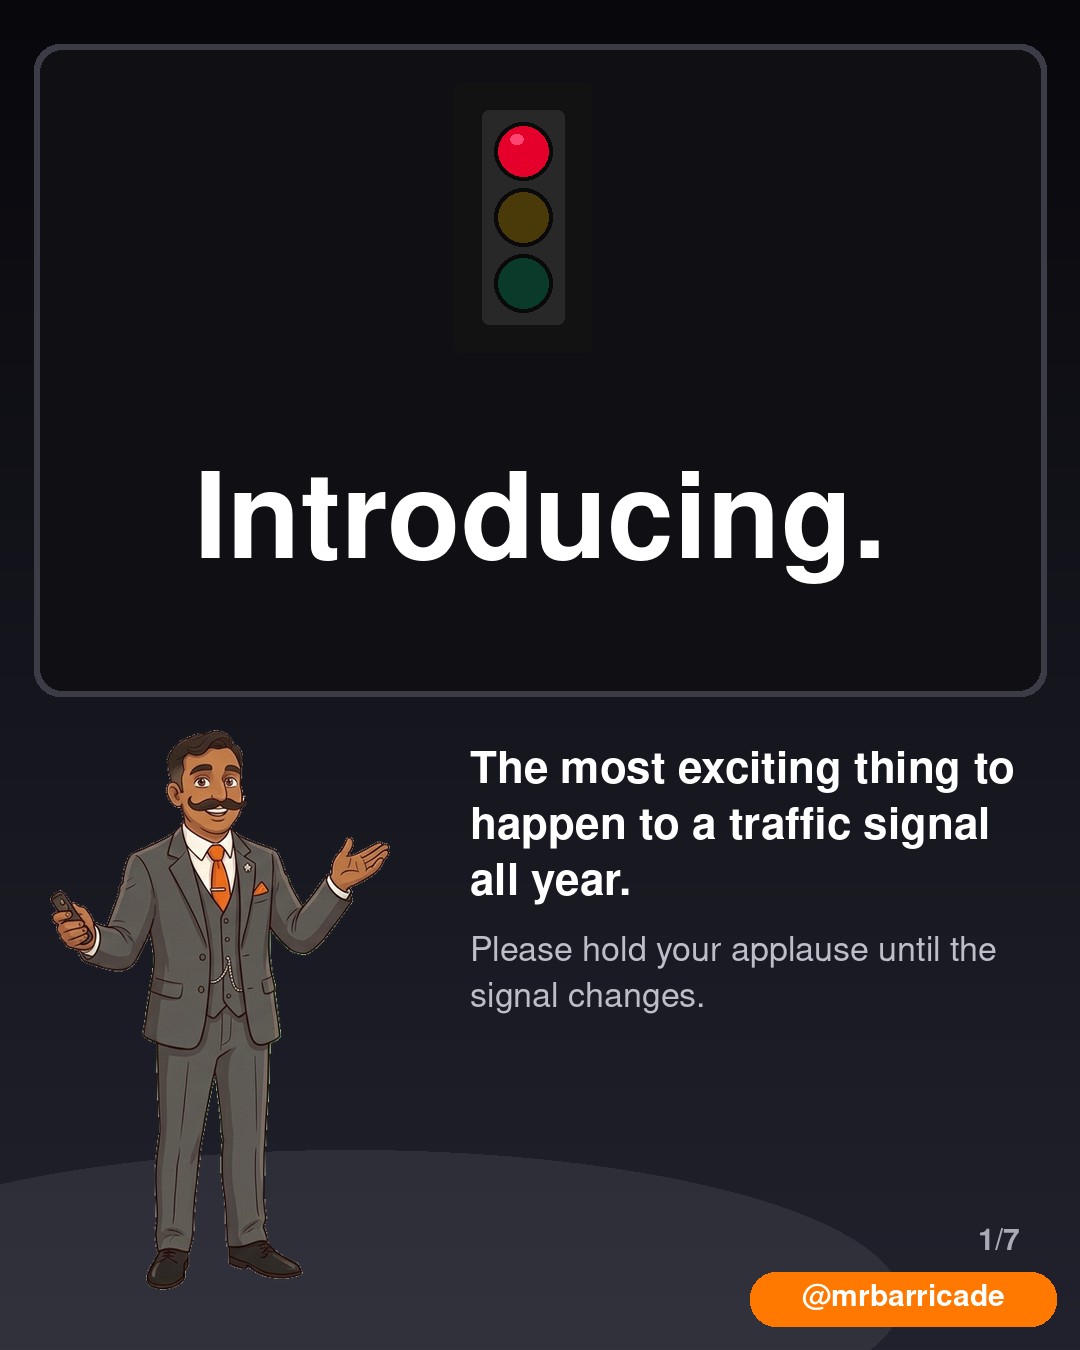 Introducing.
The most exciting thing to
happen to a traffic signal
all year.
Please hold your applause until the
signal changes.
1/7
@mrbarricade